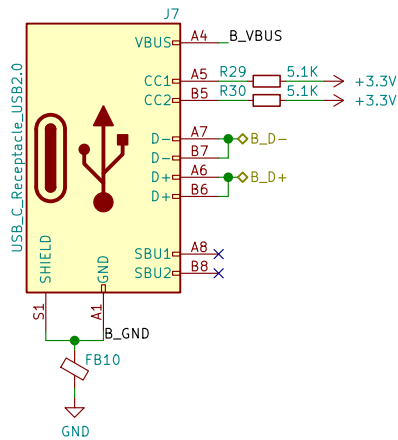 J7
VBUS A4 B_VBUS
CC1 A5 R29 5.1K +3.3V
CC2 B5 R30 5.1K +3.3V
D- A7 B_D-
D- B7
D+ A6 B_D+
D+ B6
SBU1 A8
SBU2 B8
USB_C_Receptacle_USB2.0
SHIELD
GND
S1
A1
B_GND
FB10
GND